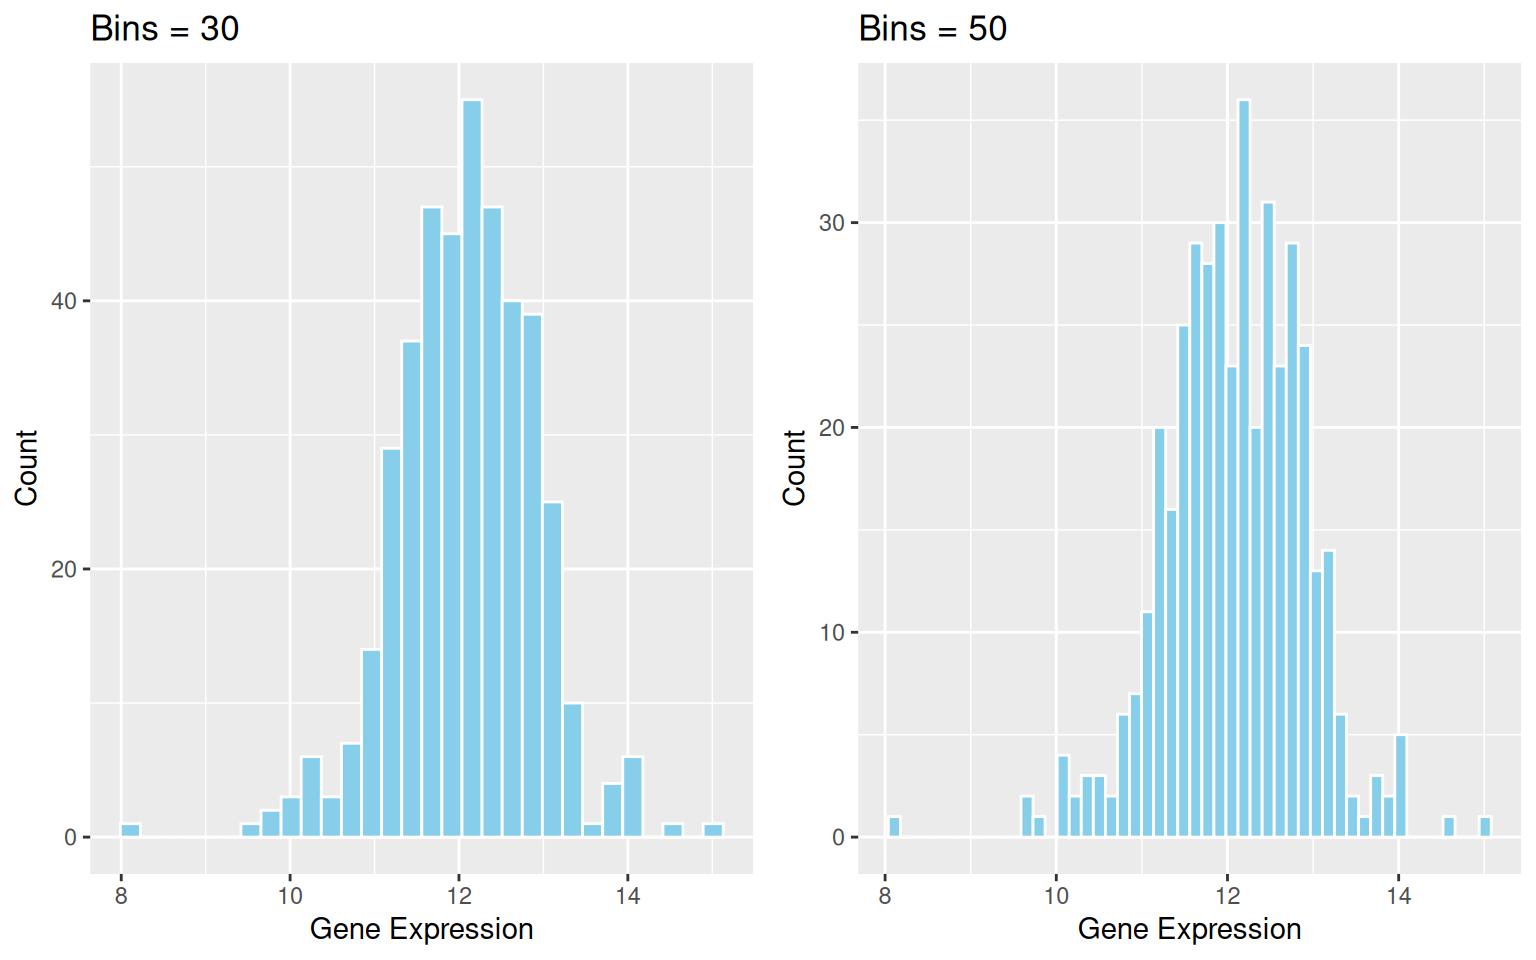 Bins = 30
Count
40
20
0
8 10 12 14
Gene Expression
Bins = 50
Count
30
20
10
0
8 10 12 14
Gene Expression